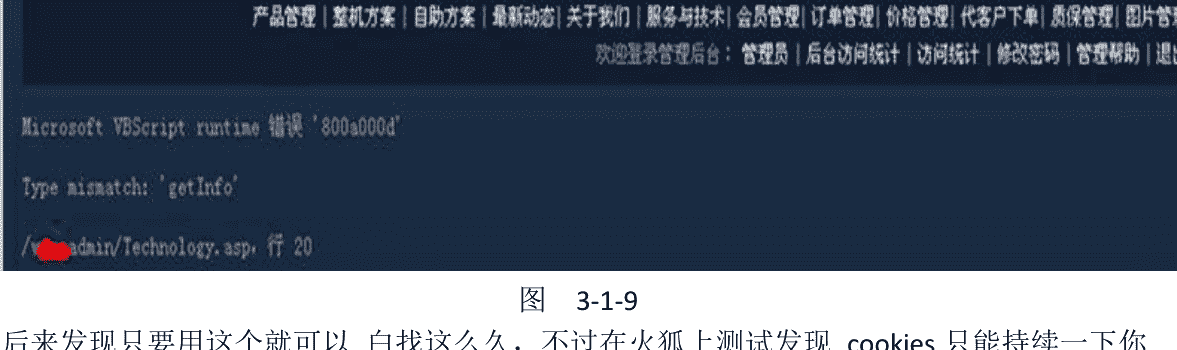 产品管理 | 整机方案 | 自助方案 | 最新动态| 关于我们 | 服务与技术| 会员管理| 订单管理| 价格管理| 代客户下单| 质保管理| 图片管
欢迎登录管理后台： 管理员 | 后台访问统计 | 访问统计 | 修改密码 | 管理帮助 |
Microsoft VBScript runtime 错误 '800a000d'
Type mismatch: 'getInfo'
admin/Technology.asp，行 20
图 3-1-9
后来发现只要用这个就可以 白找这么久，不过在火狐上测试发现 cookies 只能持续一下你